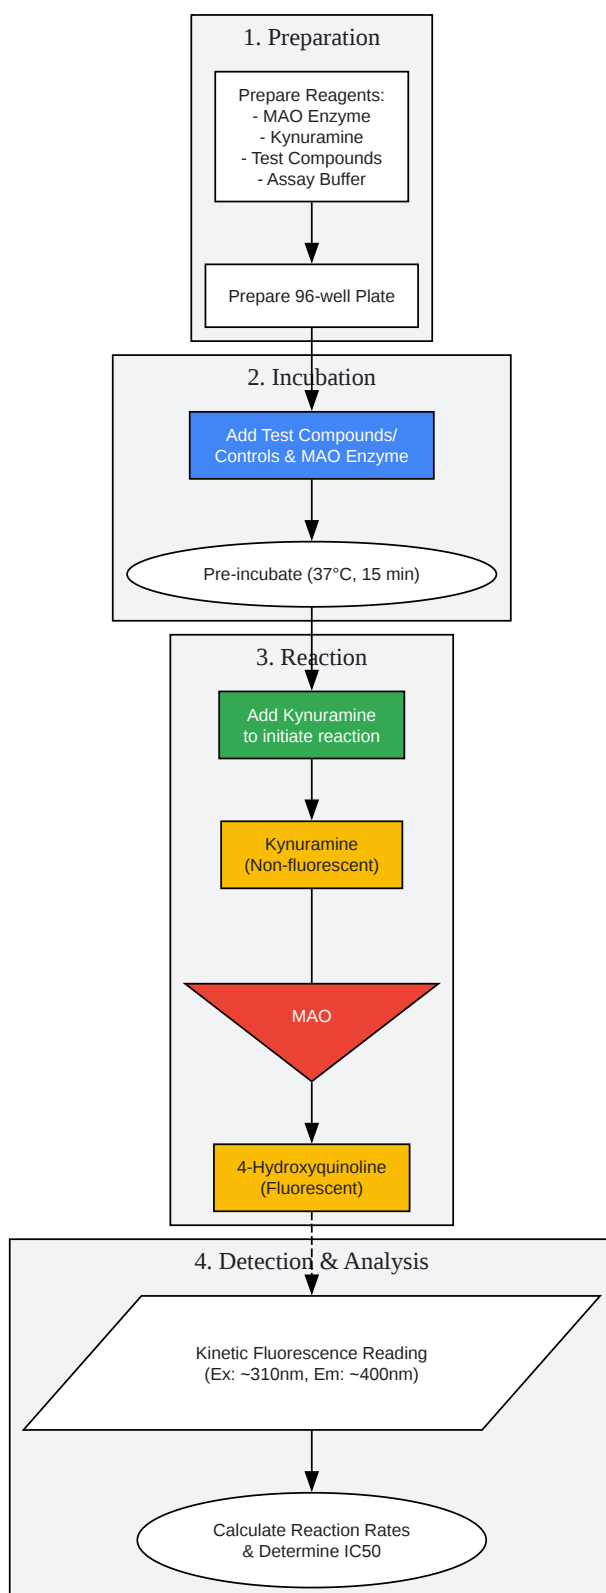 1. Preparation
Prepare Reagents:
- MAO Enzyme
- Kynuramine
- Test Compounds
- Assay Buffer
Prepare 96-well Plate
2. Incubation
Add Test Compounds/
Controls & MAO Enzyme
Pre-incubate (37°C, 15 min)
3. Reaction
Add Kynuramine
to initiate reaction
Kynuramine
(Non-fluorescent)
MAO
4-Hydroxyquinoline
(Fluorescent)
4. Detection & Analysis
Kinetic Fluorescence Reading
(Ex: ~310nm, Em: ~400nm)
Calculate Reaction Rates
& Determine IC50